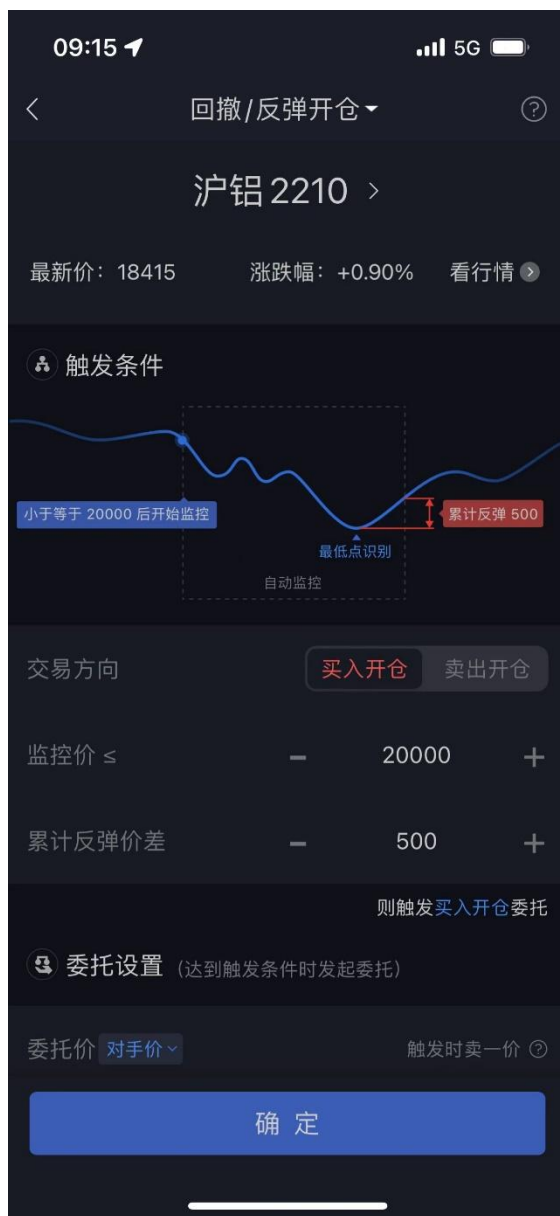 09:15 5G
回撤/反弹开仓
沪铝2210
最新价：18415 涨跌幅：+0.90% 看行情
触发条件
小于等于 20000 后开始监控
累计反弹 500
最低点识别
自动监控
交易方向 买入开仓 卖出开仓
监控价 ≤ － 20000 ＋
累计反弹价差 － 500 ＋
则触发买入开仓委托
委托设置（达到触发条件时发起委托）
委托价 对手价 触发时卖一价 ?
确 定